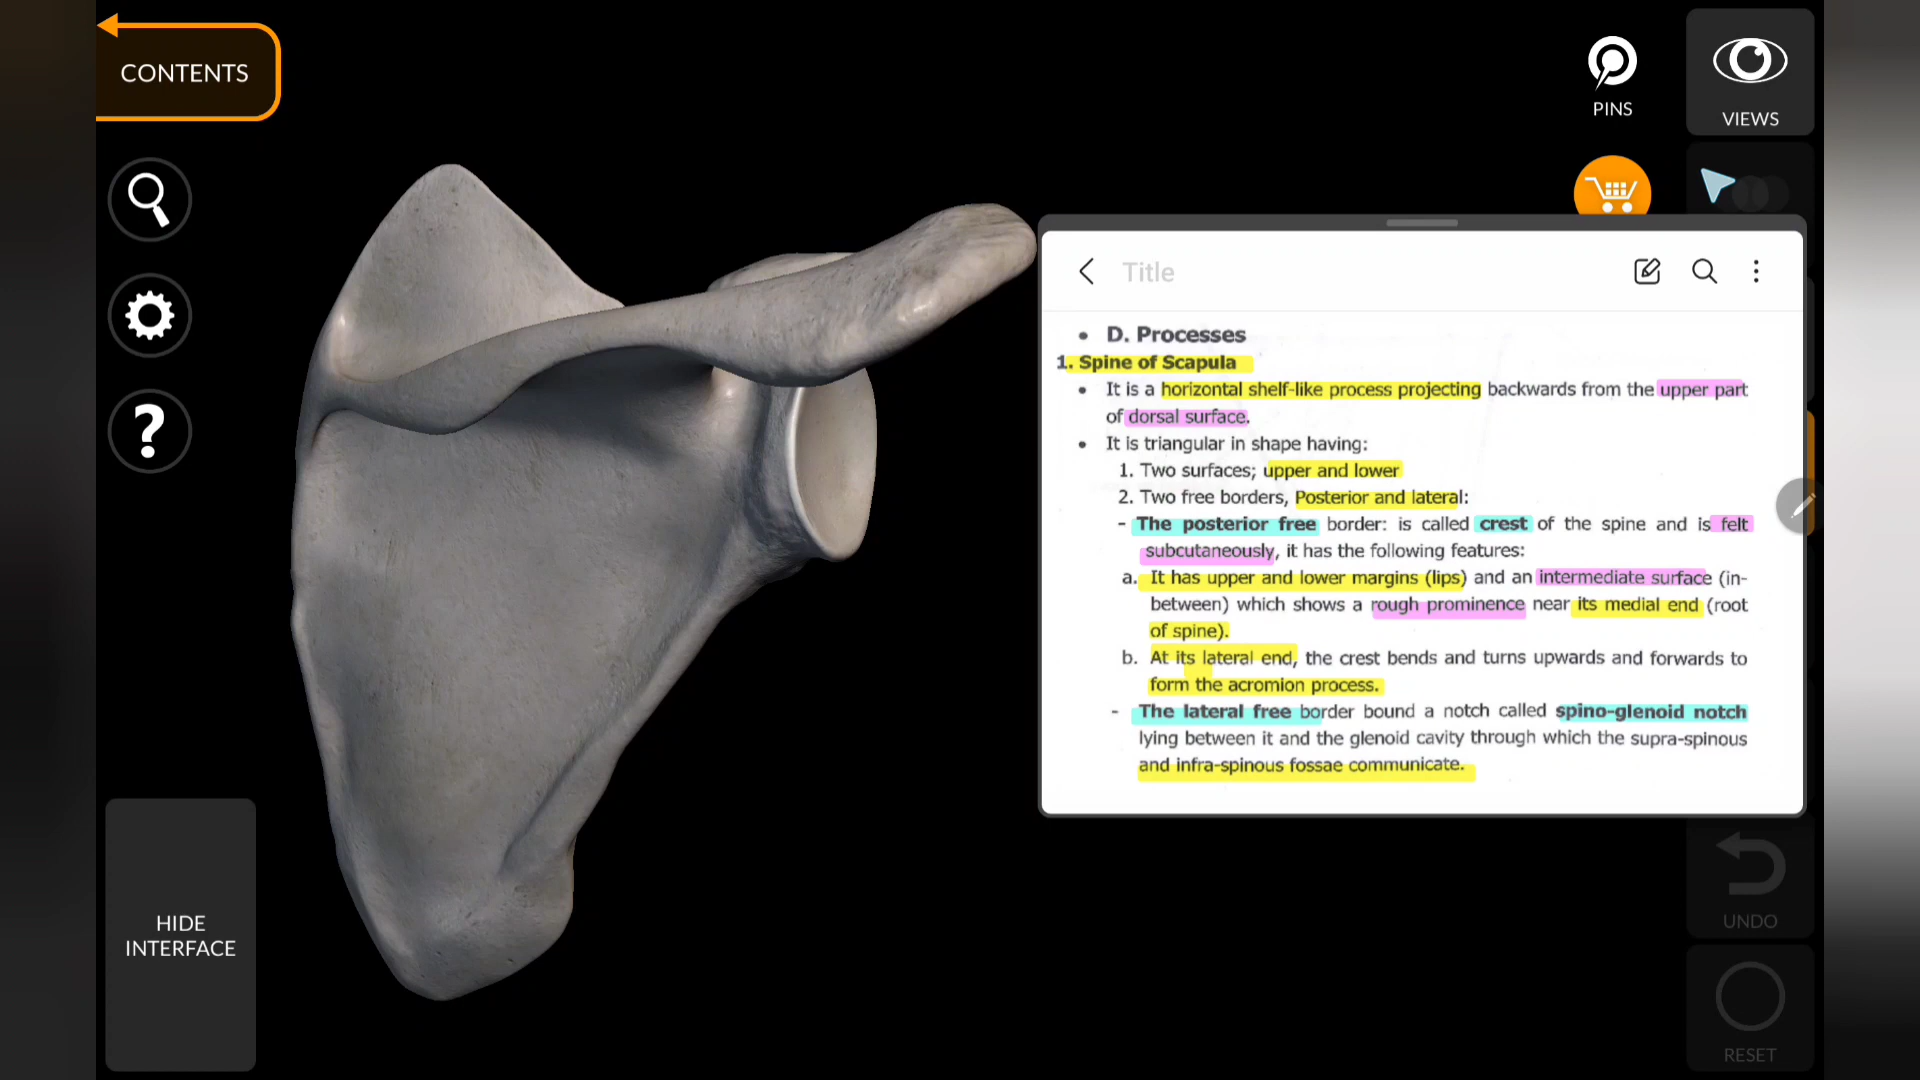 CONTENTS
PINS
VIEWS
Title
• D. Processes
1. Spine of Scapula
• It is a horizontal shelf-like process projecting backwards from the upper part
of dorsal surface.
• It is triangular in shape having:
1. Two surfaces; upper and lower
2. Two free borders, Posterior and lateral:
- The posterior free border: is called crest of the spine and is felt
subcutaneously, it has the following features:
a. It has upper and lower margins (lips) and an intermediate surface (in-
between) which shows a rough prominence near its medial end (root
of spine).
b. At its lateral end, the crest bends and turns upwards and forwards to
form the acromion process.
- The lateral free border bound a notch called spino-glenoid notch
lying between it and the glenoid cavity through which the supra-spinous
and infra-spinous fossae communicate.
HIDE
INTERFACE
UNDO
RESET